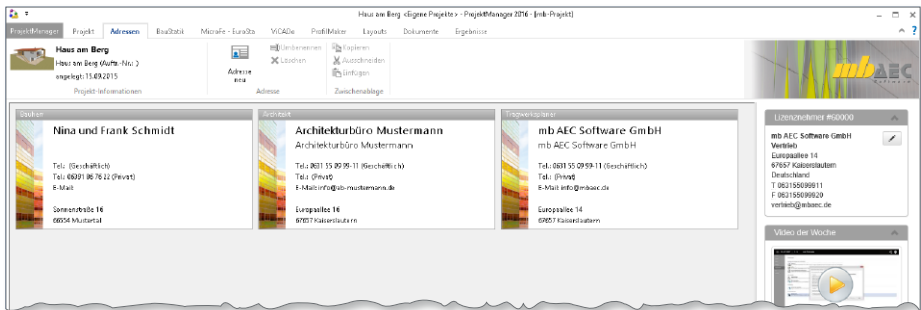 Haus am Berg <Eigene Projekte> - ProjektManager 2016 - [mb-Projekt]
ProjektManager Projekt Adressen BauStatik MicroFe - EuroSta ViCADo ProfilMaker Layouts Dokumente Ergebnisse
Haus am Berg
Haus am Berg (Auftr.-Nr.: )
angelegt: 15.09.2015
Projekt-Informationen
Adresse
neu
Umbenennen
Löschen
Adresse
Kopieren
Ausschneiden
Einfügen
Zwischenablage
mb AEC
Software
Bauherr
Nina und Frank Schmidt
Tel.: (Geschäftlich)
Tel.: 06391 86 76 22 (Privat)
E-Mail:
Sonnenstraße 16
66554 Mustertal
Architekt
Architekturbüro Mustermann
Architekturbüro Mustermann
Tel.: 0631 55 09 99-11 (Geschäftlich)
Tel.: (Privat)
E-Mail: info@ab-mustermann.de
Europaallee 16
67657 Kaiserslautern
Tragwerksplaner
mb AEC Software GmbH
mb AEC Software GmbH
Tel.: 0631 55 09 99-11 (Geschäftlich)
Tel.: (Privat)
E-Mail: info@mbaec.de
Europaallee 14
67657 Kaiserslautern
Lizenznehmer #60000
mb AEC Software GmbH
Vertrieb
Europaallee 14
67657 Kaiserslautern
Deutschland
T 063155099911
F 063155099920
vertrieb@mbaec.de
Video der Woche